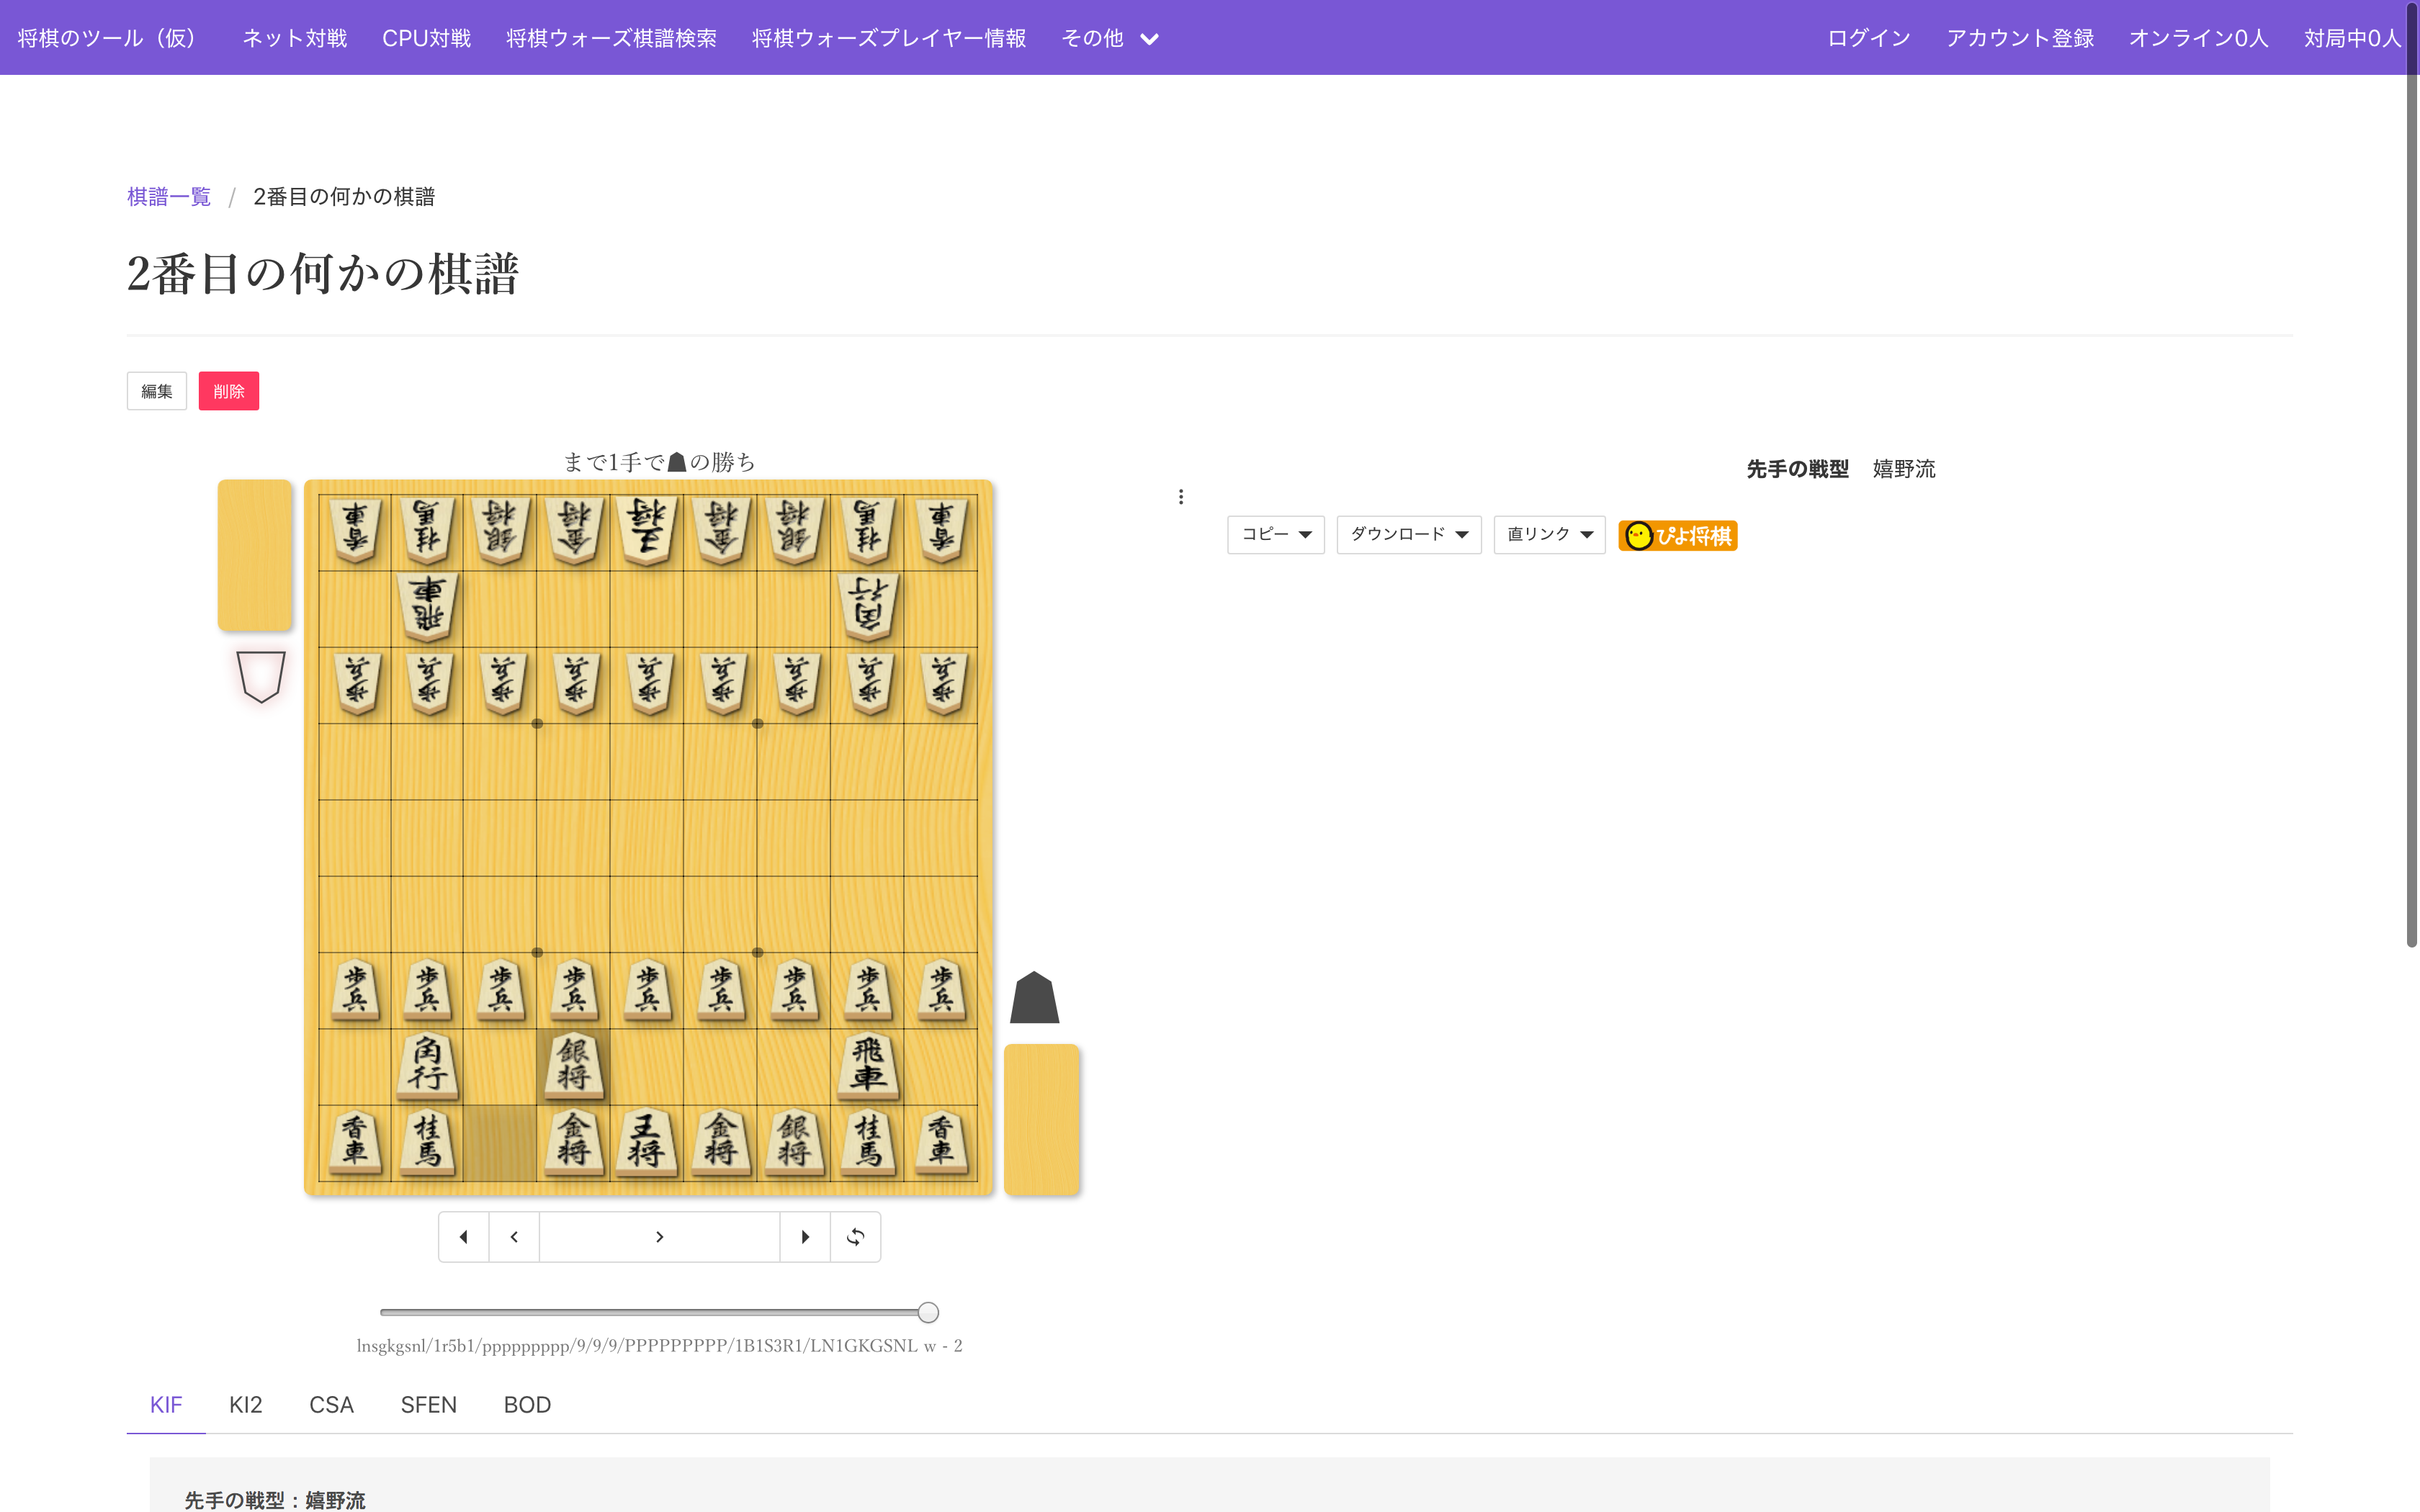 将棋のツール（仮） ネット対戦 CPU対戦 将棋ウォーズ棋譜検索 将棋ウォーズプレイヤー情報 その他 ログイン アカウント登録 オンライン0人 対局中0人
棋譜一覧 / 2番目の何かの棋譜
2番目の何かの棋譜
編集 削除
まで1手で☗の勝ち
先手の戦型 嬉野流
コピー ダウンロード 直リンク ぴよ将棋
香車 桂馬 銀将 金将 王将 金将 銀将 桂馬 香車
飛車 角行
歩兵 歩兵 歩兵 歩兵 歩兵 歩兵 歩兵 歩兵 歩兵
歩兵 歩兵 歩兵 歩兵 歩兵 歩兵 歩兵 歩兵 歩兵
角行 銀将 飛車
香車 桂馬 金将 王将 金将 銀将 桂馬 香車
lnsgkgsnl/1r5b1/ppppppppp/9/9/9/PPPPPPPPP/1B1S3R1/LN1GKGSNL w - 2
KIF KI2 CSA SFEN BOD
先手の戦型：嬉野流